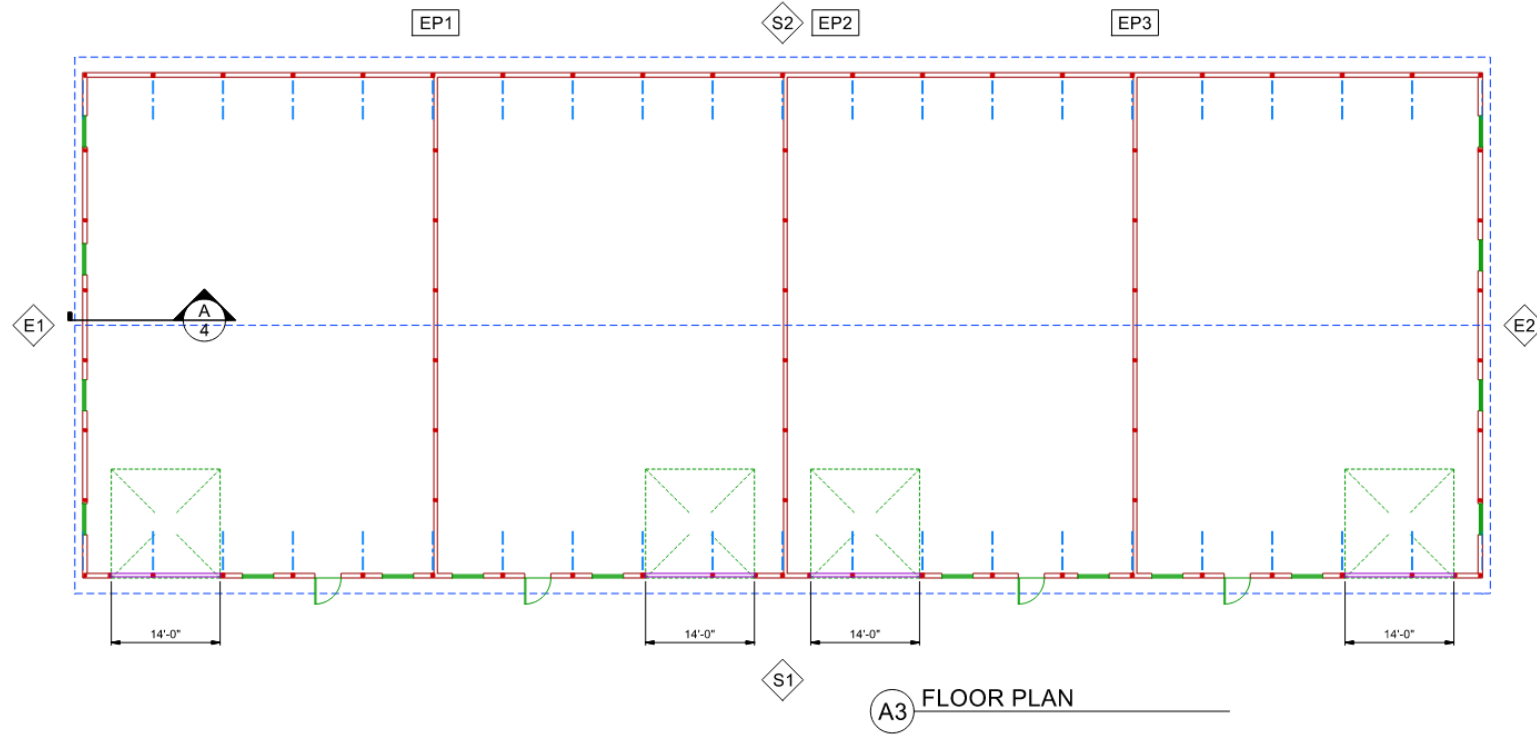 EP1
S2
EP2
EP3
E1
A
4
E2
14'-0"
14'-0"
14'-0"
14'-0"
S1
A3 FLOOR PLAN